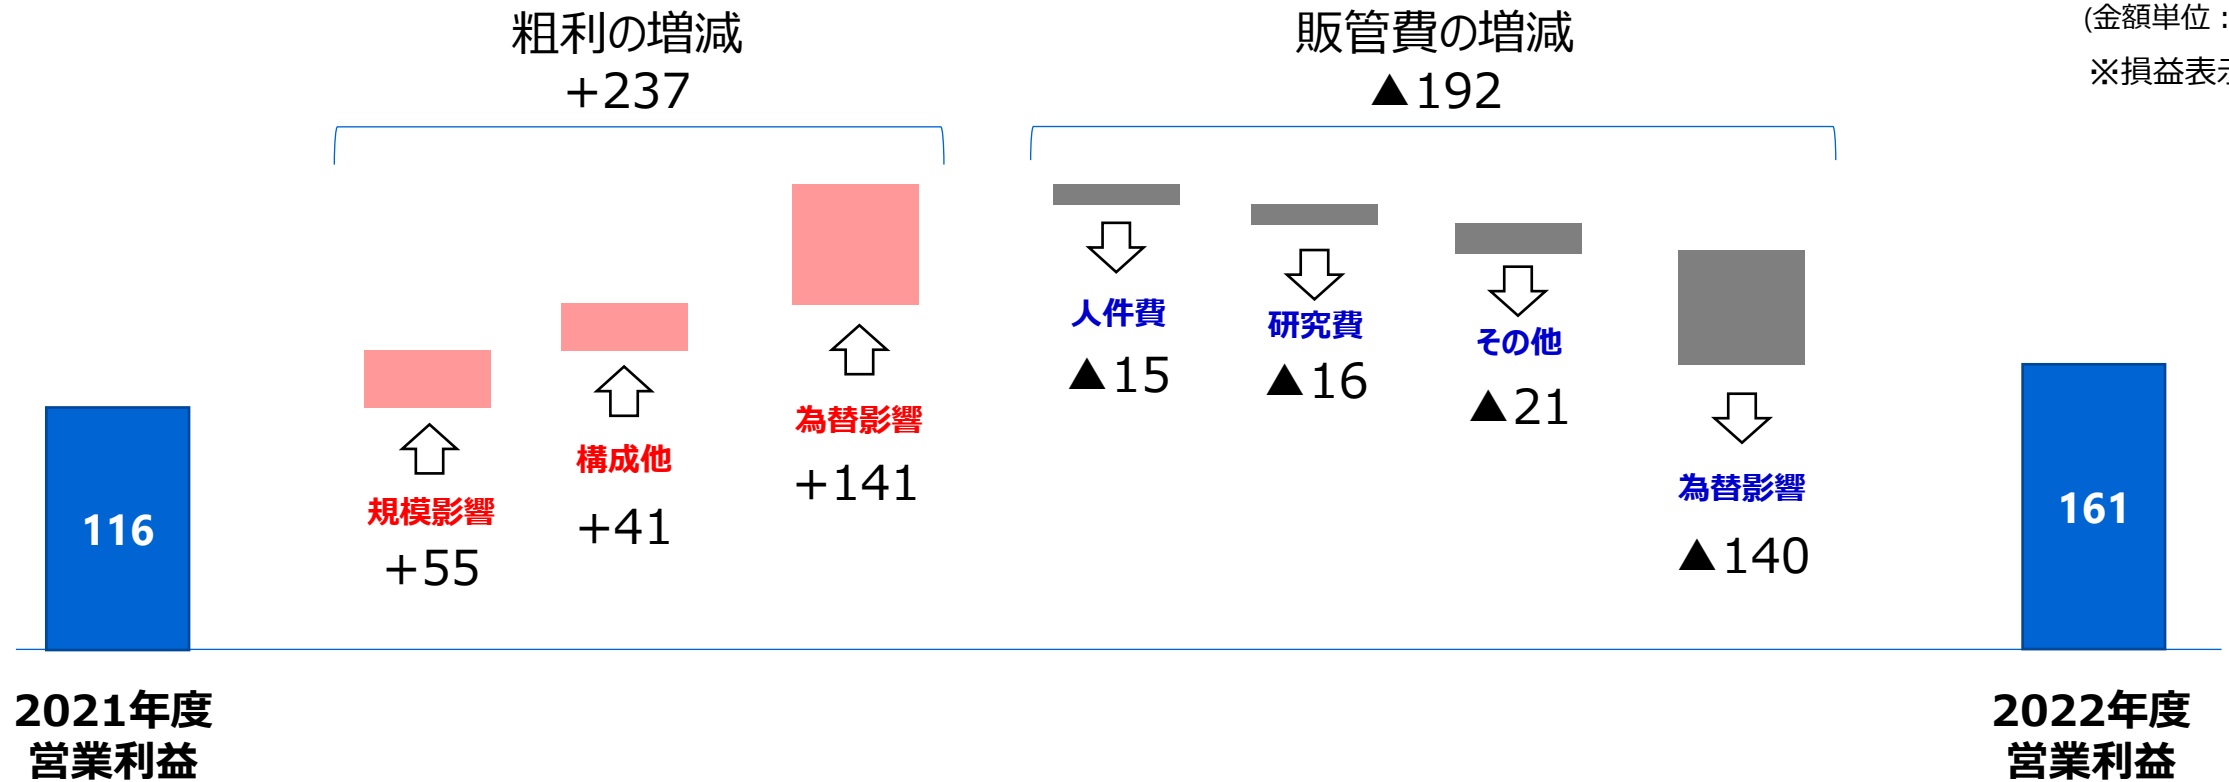 粗利の増減
+237
販管費の増減
▲192
(金額単位：
※損益表示
116
規模影響
+55
構成他
+41
為替影響
+141
人件費
▲15
研究費
▲16
その他
▲21
為替影響
▲140
161
2021年度
営業利益
2022年度
営業利益